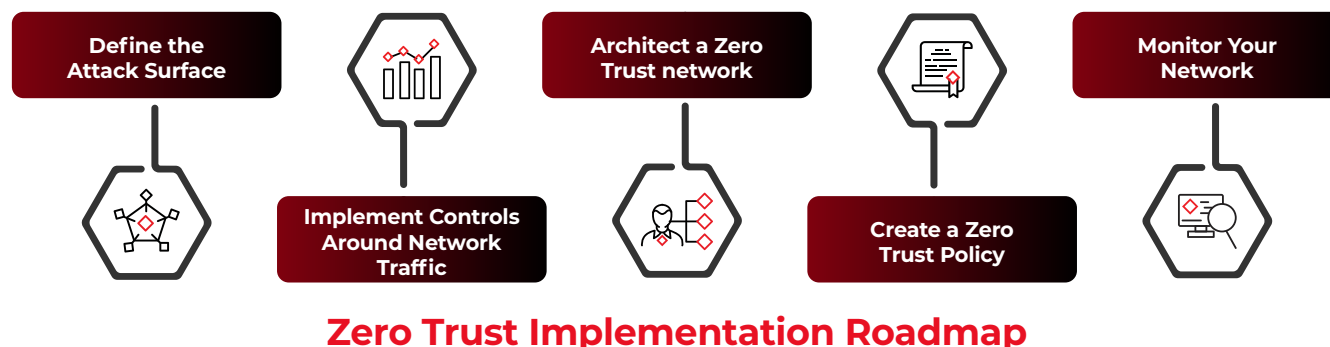 Define the
Attack Surface
Implement Controls
Around Network
Traffic
Architect a Zero
Trust network
Create a Zero
Trust Policy
Monitor Your
Network
Zero Trust Implementation Roadmap